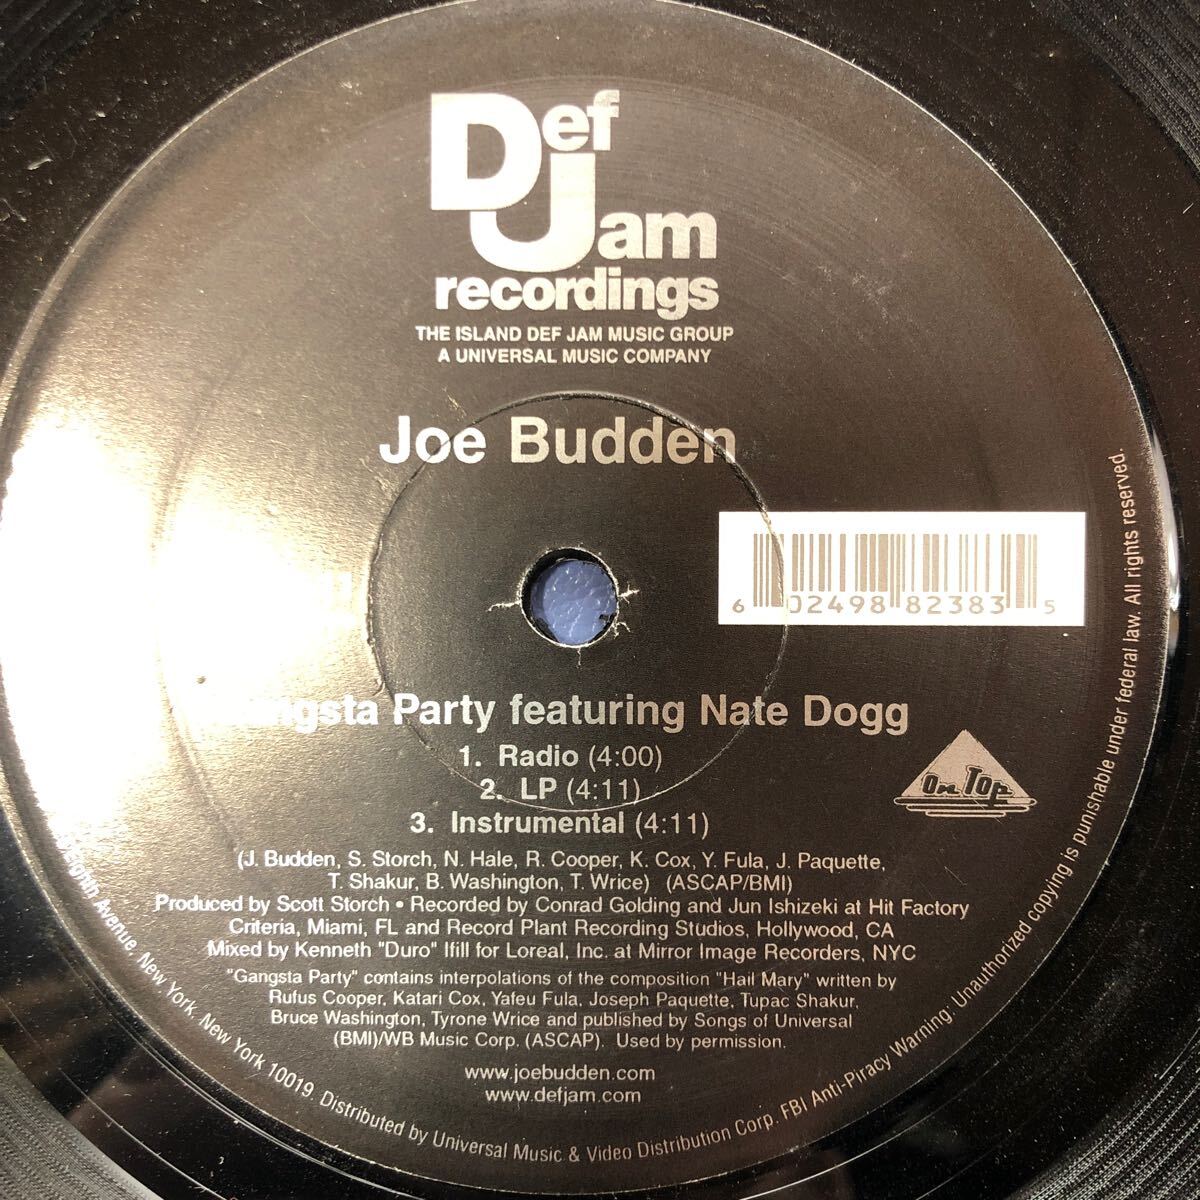 Def
Jam
recordings
THE ISLAND DEF JAM MUSIC GROUP
A UNIVERSAL MUSIC COMPANY
Joe Budden
6 02498 82383 5
Party featuring Nate Dogg
1. Radio (4:00)
2. LP (4:11)
3. Instrumental (4:11)
On Top
(J. Budden, S. Storch, N. Hale, R. Cooper, K. Cox, Y. Fula, J. Paquette,
T. Shakur, B. Washington, T. Wrice) (ASCAP/BMI)
Produced by Scott Storch • Recorded by Conrad Golding and Jun Ishizeki at Hit Factory
Criteria, Miami, FL and Record Plant Recording Studios, Hollywood, CA
Mixed by Kenneth "Duro" Ifill for Loreal, Inc. at Mirror Image Recorders, NYC
"Gangsta Party" contains interpolations of the composition "Hail Mary" written by
Rufus Cooper, Katari Cox, Yafeu Fula, Joseph Paquette, Tupac Shakur,
Bruce Washington, Tyrone Wrice and published by Songs of Universal
(BMI)/WB Music Corp. (ASCAP). Used by permission.
www.joebudden.com
www.defjam.com
Eighth Avenue, New York, New York 10019. Distributed by Universal Music & Video Distribution Corp. FBI Anti-Piracy Warning: Unauthorized copying is punishable under federal law. All rights reserved.